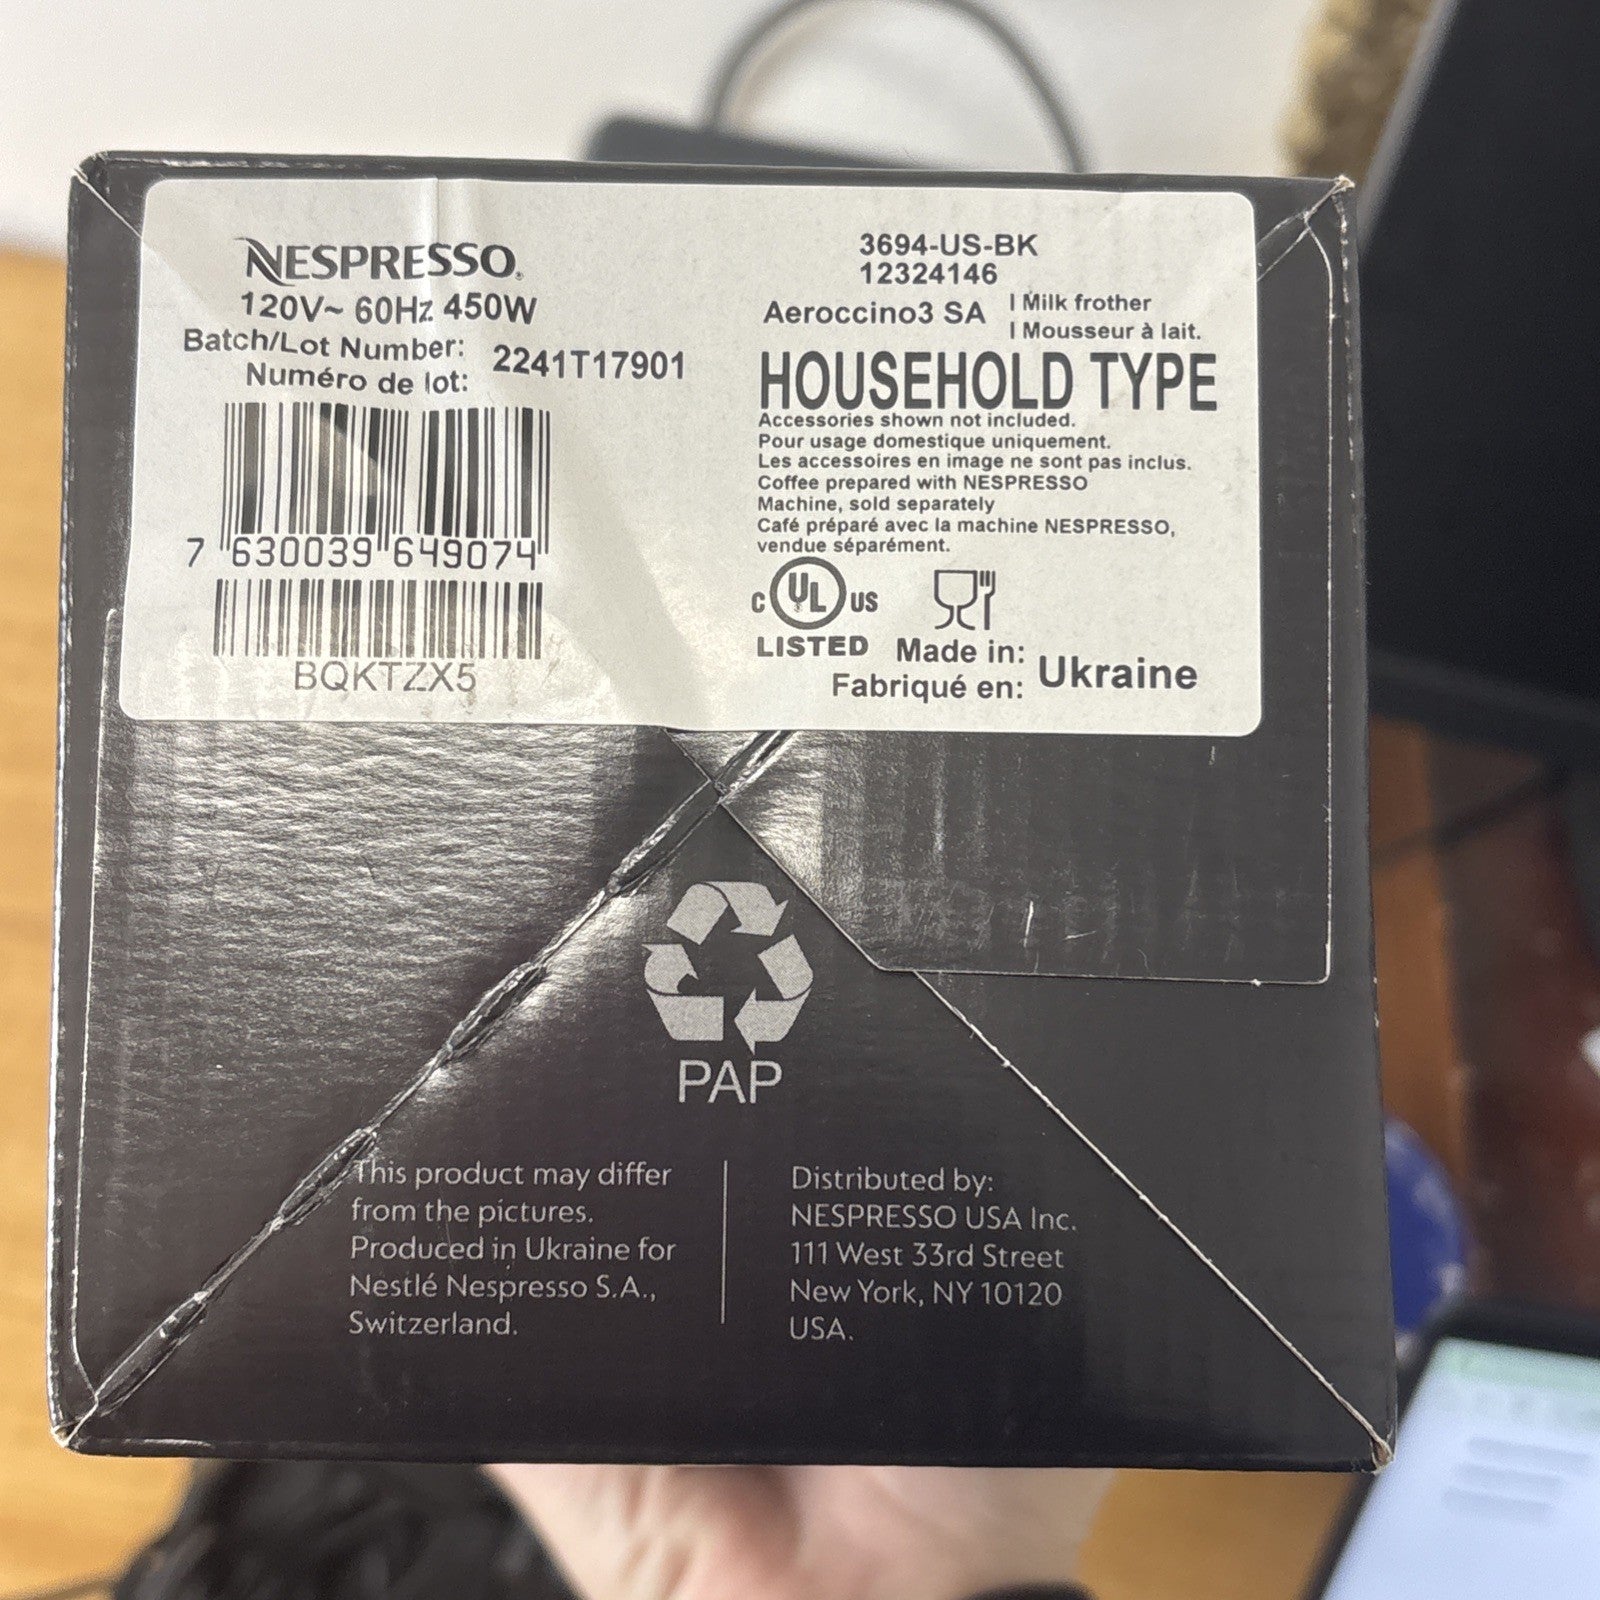 NESPRESSO.
120V~ 60Hz 450W
Batch/Lot Number:
Numéro de lot:
2241T17901
7 630039 649074
BQKTZX5
3694-US-BK
12324146
Aeroccino3 SA
I Milk frother
I Mousseur à lait.
HOUSEHOLD TYPE
Accessories shown not included.
Pour usage domestique uniquement.
Les accessoires en image ne sont pas inclus.
Coffee prepared with NESPRESSO
Machine, sold separately
Café préparé avec la machine NESPRESSO,
vendue séparément.
C UL US
LISTED
Made in:
Fabriqué en:
Ukraine
PAP
This product may differ
from the pictures.
Produced in Ukraine for
Nestlé Nespresso S.A.,
Switzerland.
Distributed by:
NESPRESSO USA Inc.
111 West 33rd Street
New York, NY 10120
USA.